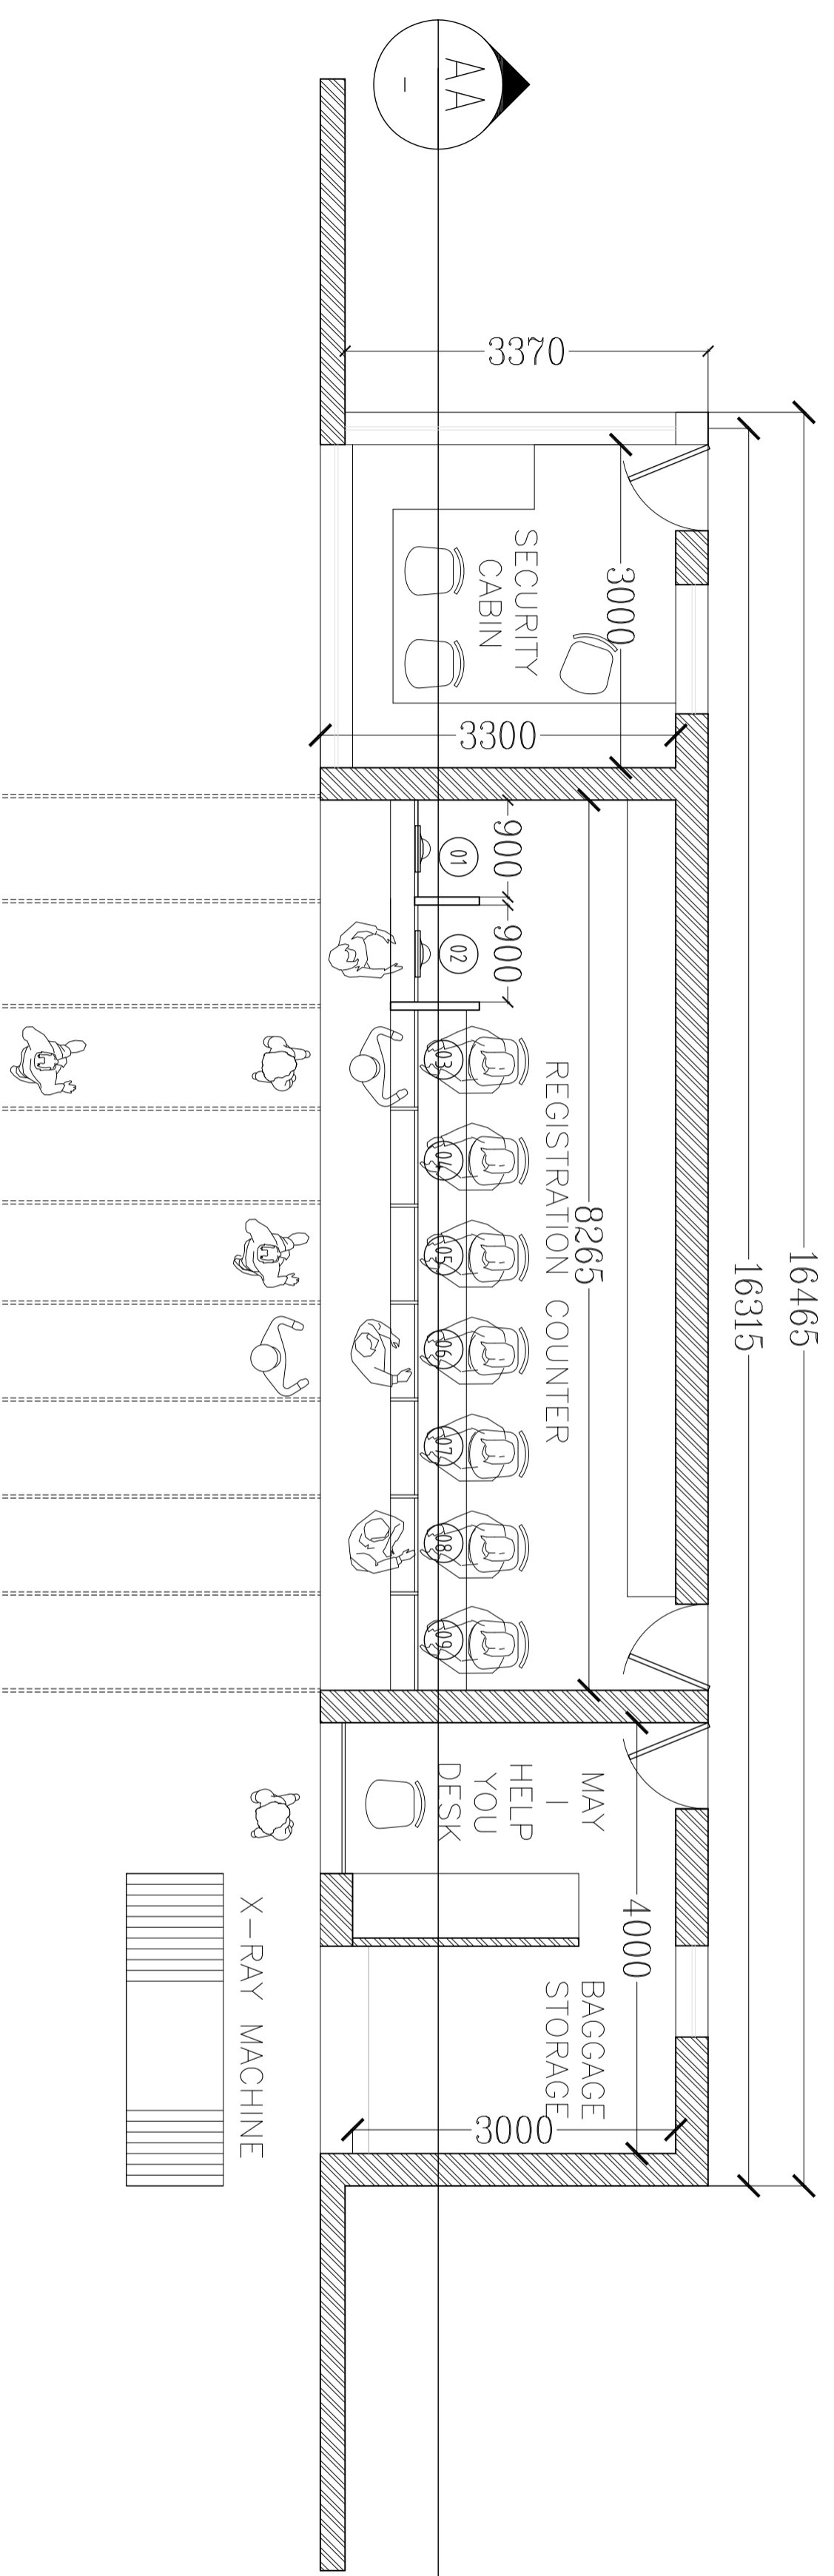 AA
-
16465
16315
3370
3000
SECURITY
CABIN
3300
900
900
01
02
03
04
05
06
07
08
09
REGISTRATION COUNTER
8265
MAY
I
HELP
YOU
DESK
4000
BAGGAGE
STORAGE
3000
X-RAY MACHINE